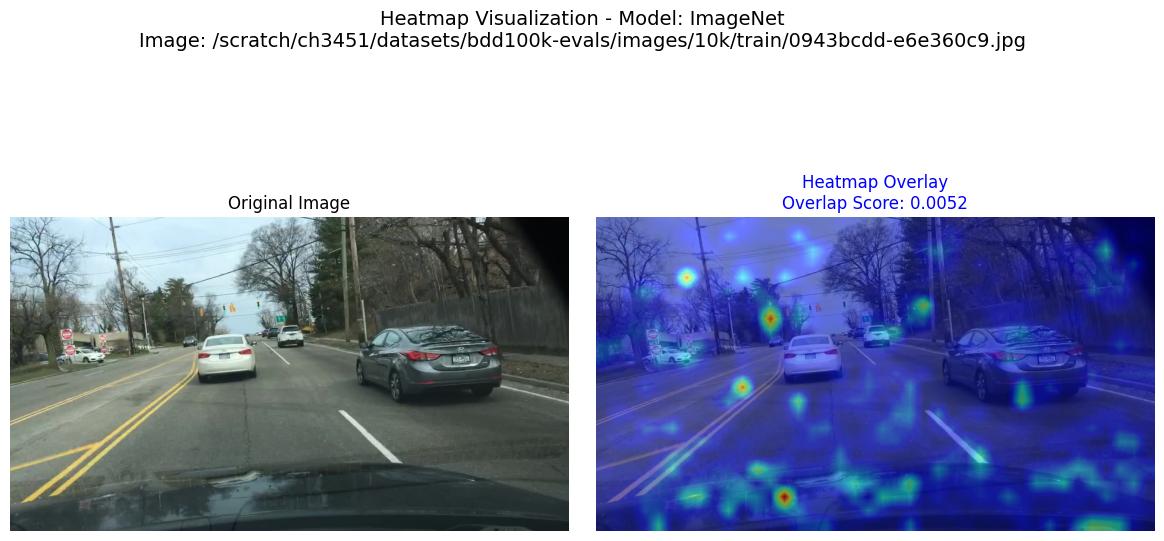 Heatmap Visualization - Model: ImageNet
Image: /scratch/ch3451/datasets/bdd100k-evals/images/10k/train/0943bcdd-e6e360c9.jpg
Original Image
Heatmap Overlay
Overlap Score: 0.0052